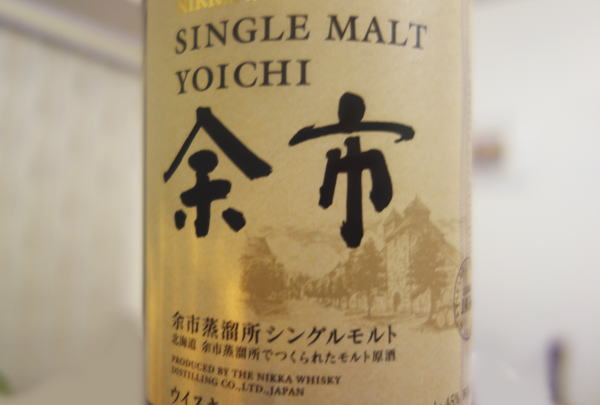 SINGLE MALT
YOICHI
余市
余市蒸溜所シングルモルト
北海道 余市蒸溜所でつくられたモルト原酒
PRODUCED BY THE NIKKA WHISKY
DISTILLING CO.,LTD.,JAPAN